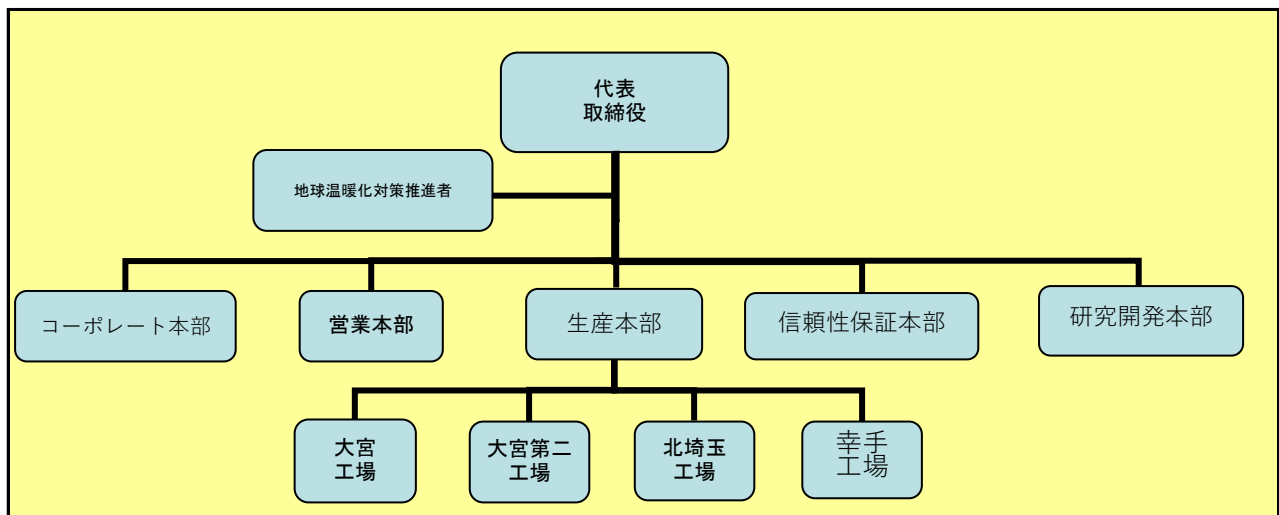 代表
取締役
地球温暖化対策推進者
コーポレート本部
営業本部
生産本部
信頼性保証本部
研究開発本部
大宮
工場
大宮第二
工場
北埼玉
工場
幸手
工場